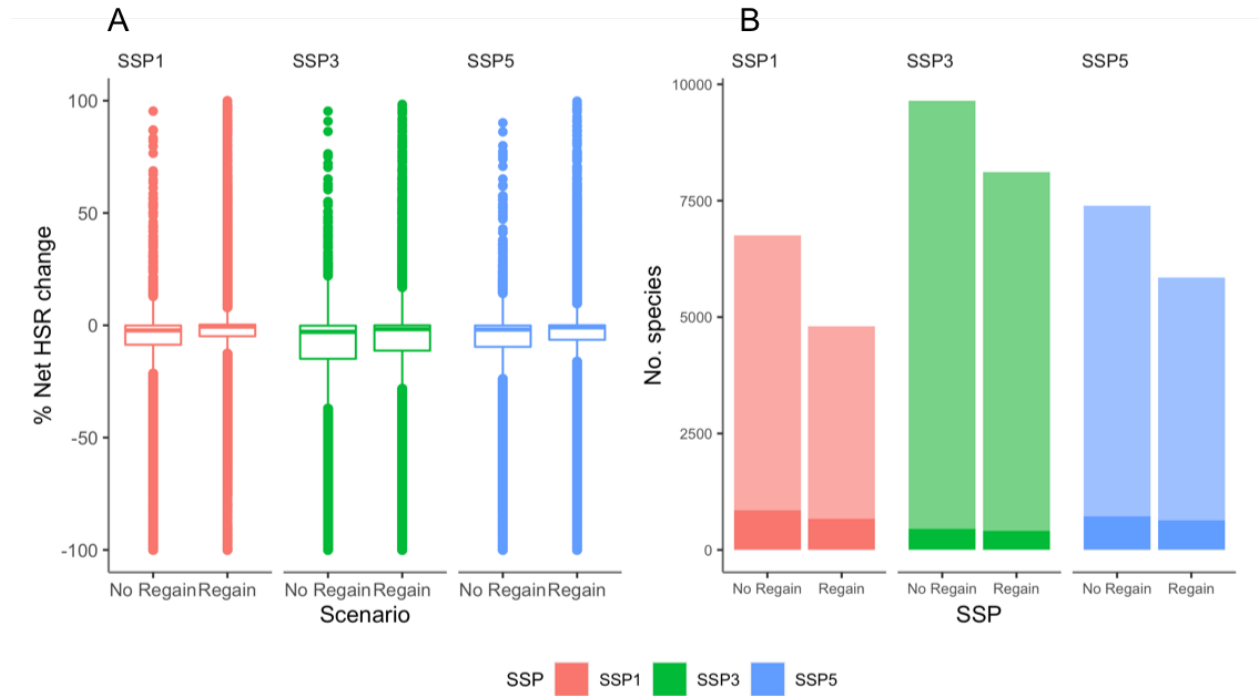 A
B
SSP1
SSP3
SSP5
SSP1
SSP3
SSP5
% Net HSR change
100
50
0
-50
-100
No Regain
Regain
No Regain
Regain
No Regain
Regain
Scenario
No. species
10000
7500
5000
2500
0
No Regain
Regain
No Regain
Regain
No Regain
Regain
SSP
SSP SSP1 SSP3 SSP5